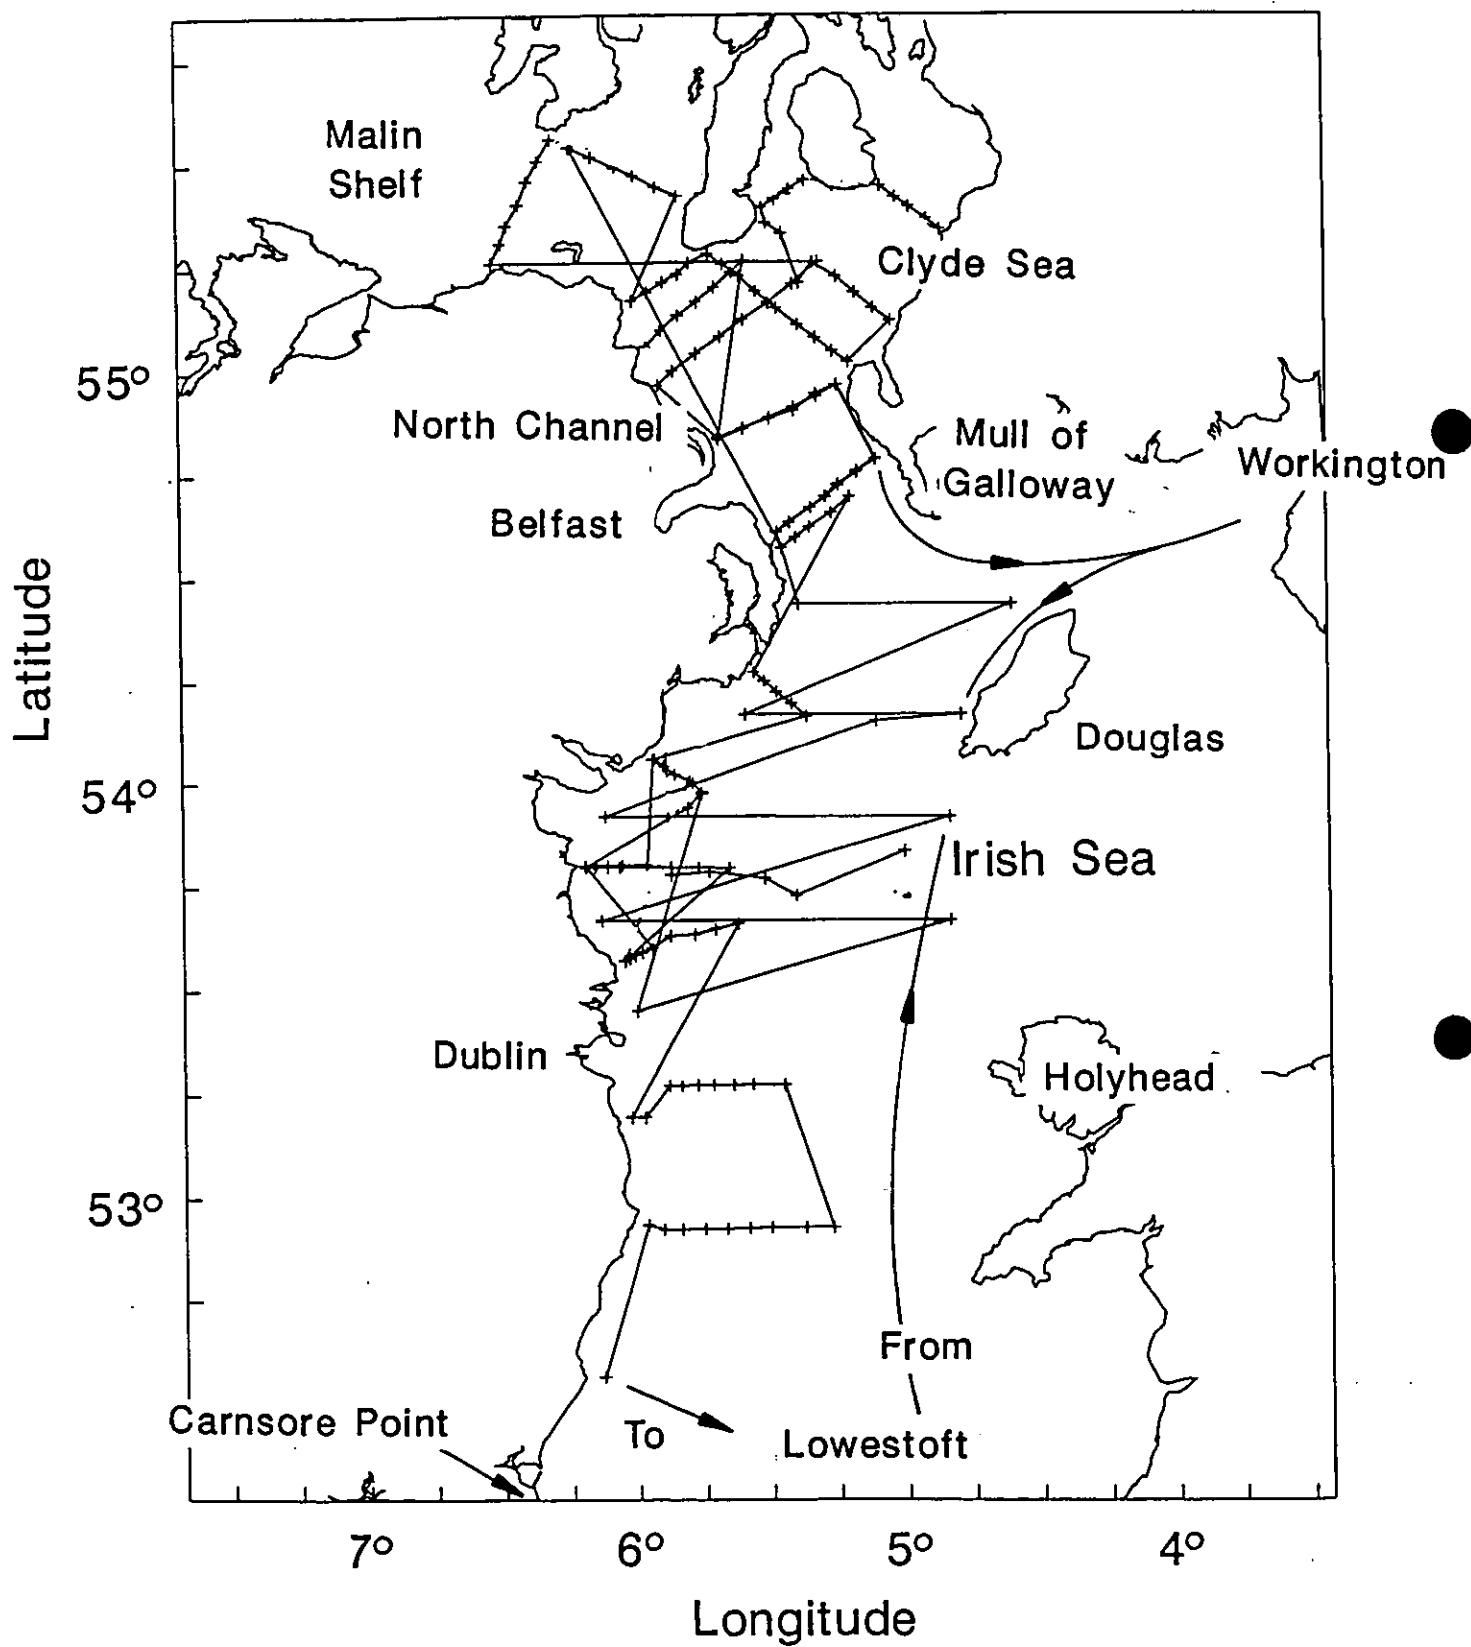 Malin
Shelf
Clyde Sea
55°
North Channel
Mull of
Galloway
Workington
Belfast
Latitude
Douglas
54°
Irish Sea
Dublin
Holyhead
53°
From
Carnsore Point
To
Lowestoft
7°
6°
5°
4°
Longitude